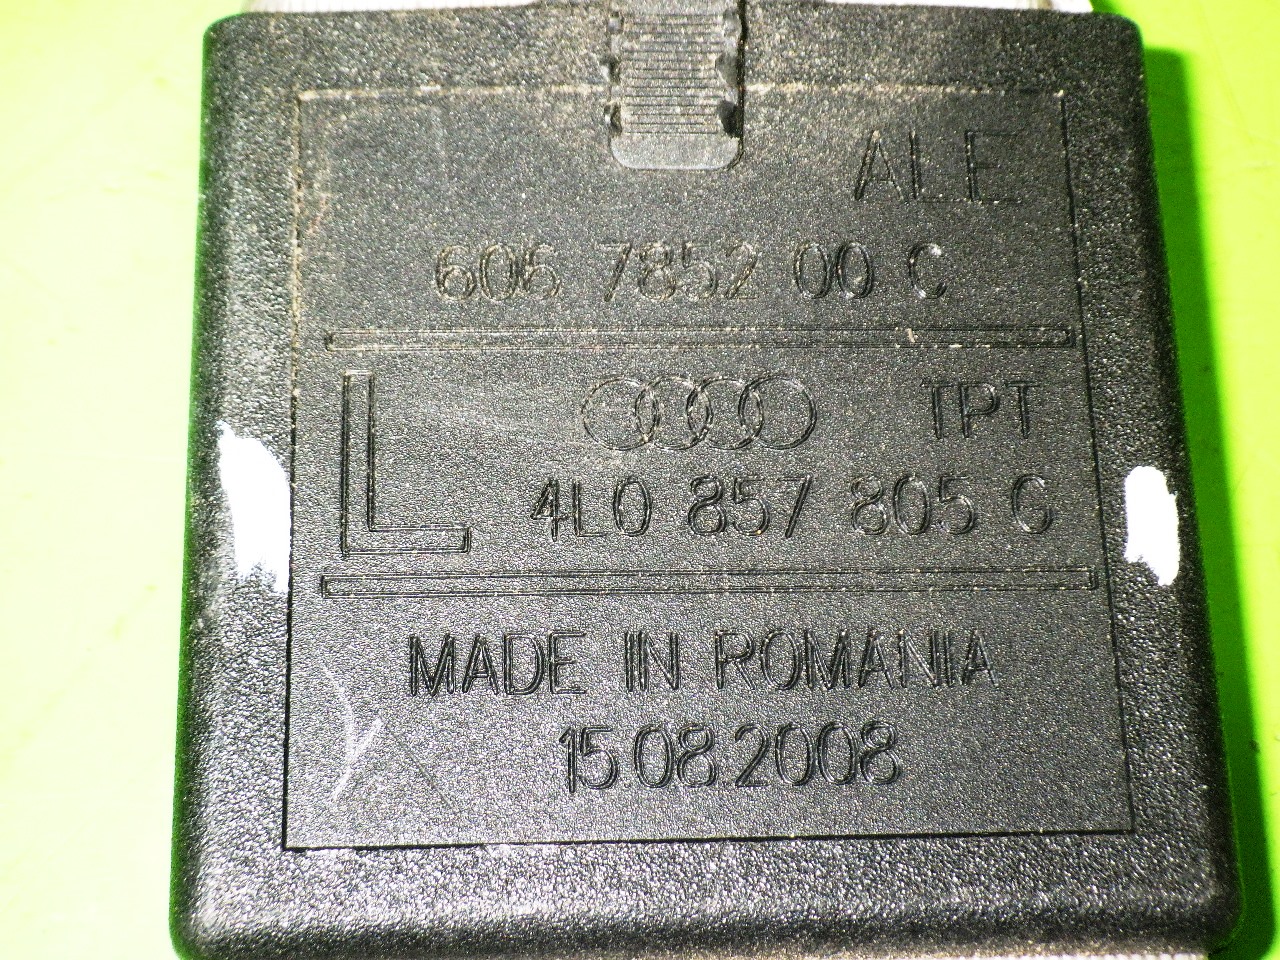 ALE
606 7852 00 C
L
TPT
4L0 857 805 C
MADE IN ROMANIA
15.08.2008